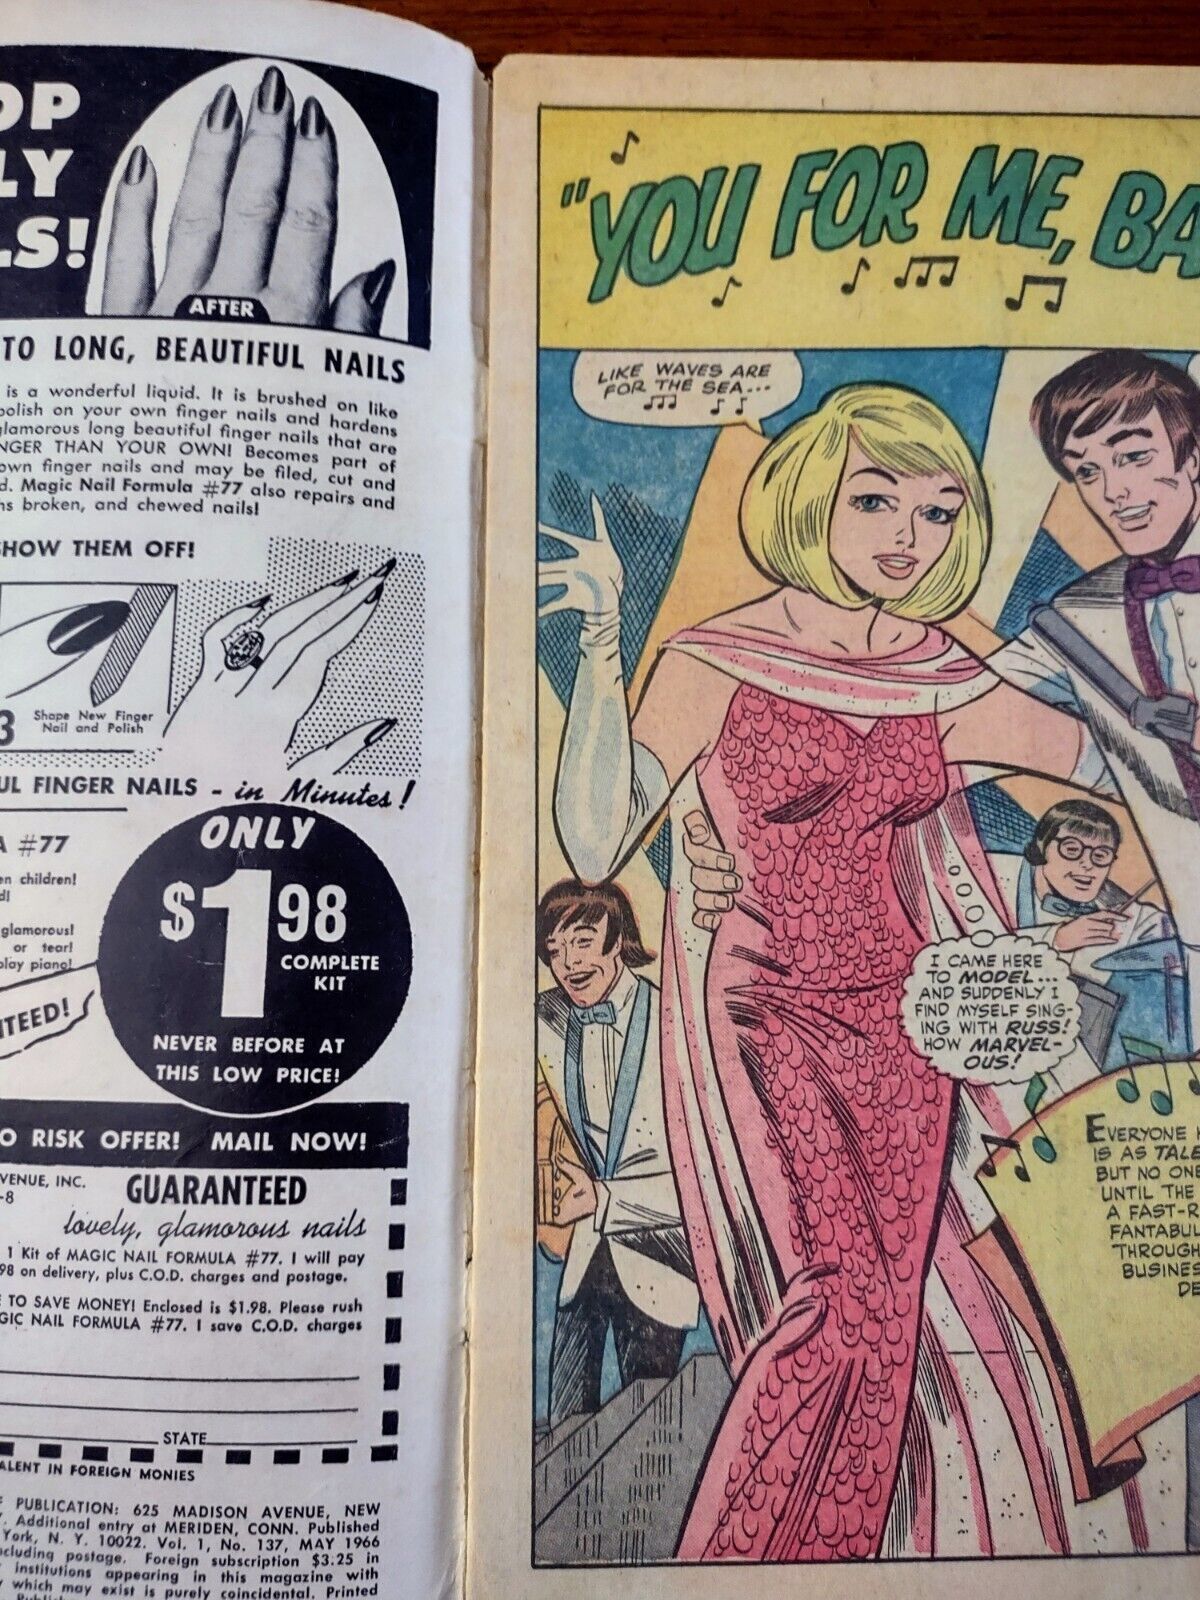 OP
LY
LS!
AFTER
TO LONG, BEAUTIFUL NAILS
is a wonderful liquid. It is brushed on like
polish on your own finger nails and hardens
glamorous long beautiful finger nails that are
NGER THAN YOUR OWN! Becomes part of
own finger nails and may be filed, cut and
d. Magic Nail Formula #77 also repairs and
ns broken, and chewed nails!
SHOW THEM OFF!
3 Shape New Finger
Nail and Polish
UL FINGER NAILS - in Minutes!
A #77
en children!
d!
glamorous!
or tear!
play piano!
TEED!
ONLY
$1.98
COMPLETE
KIT
NEVER BEFORE AT
THIS LOW PRICE!
O RISK OFFER! MAIL NOW!
VENUE, INC.
-8
GUARANTEED
lovely, glamorous nails
1 Kit of MAGIC NAIL FORMULA #77. I will pay
98 on delivery, plus C.O.D. charges and postage.
TO SAVE MONEY! Enclosed is $1.98. Please rush
GIC NAIL FORMULA #77. I save C.O.D. charges
STATE
ALENT IN FOREIGN MONIES
F PUBLICATION: 625 MADISON AVENUE, NEW
Y. Additional entry at MERIDEN, CONN. Published
York, N. Y. 10022. Vol. 1, No. 137, MAY 1966
cluding postage. Foreign subscription $3.25 in
institutions appearing in this magazine with
which may exist is purely coincidental. Printed
"YOU FOR ME, BA
LIKE WAVES ARE
FOR THE SEA...
I CAME HERE
TO MODEL...
AND SUDDENLY I
FIND MYSELF SING-
ING WITH RUSS!
HOW MARVEL-
OUS!
EVERYONE K
IS AS TALE
BUT NO ONE
UNTIL THE
A FAST-R
FANTABUL
THROUGH
BUSINES
DE